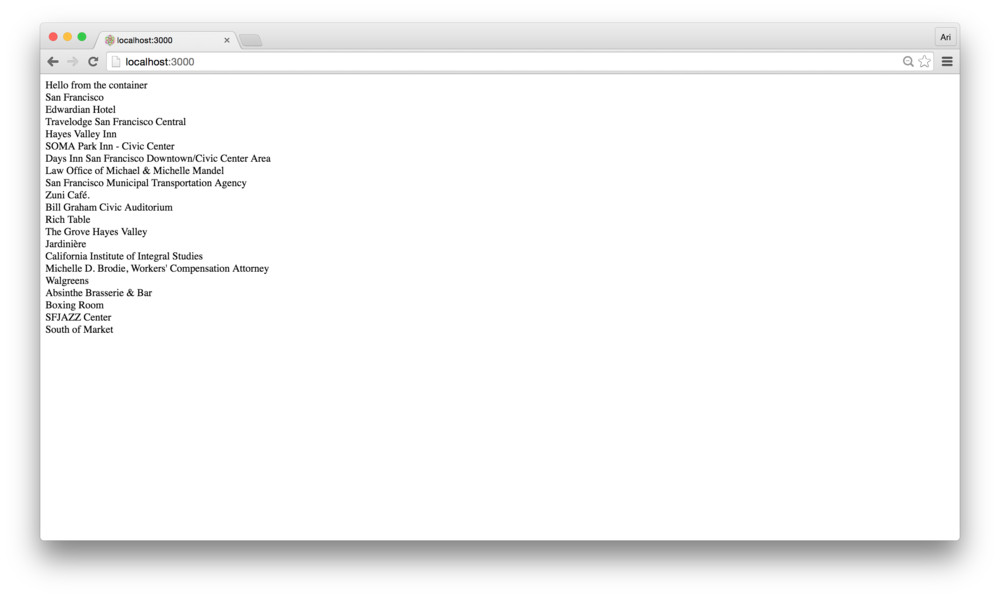 localhost:3000
Ari
localhost:3000
Hello from the container
San Francisco
Edwardian Hotel
Travelodge San Francisco Central
Hayes Valley Inn
SOMA Park Inn - Civic Center
Days Inn San Francisco Downtown/Civic Center Area
Law Office of Michael & Michelle Mandel
San Francisco Municipal Transportation Agency
Zuni Café.
Bill Graham Civic Auditorium
Rich Table
The Grove Hayes Valley
Jardinière
California Institute of Integral Studies
Michelle D. Brodie, Workers' Compensation Attorney
Walgreens
Absinthe Brasserie & Bar
Boxing Room
SFJAZZ Center
South of Market